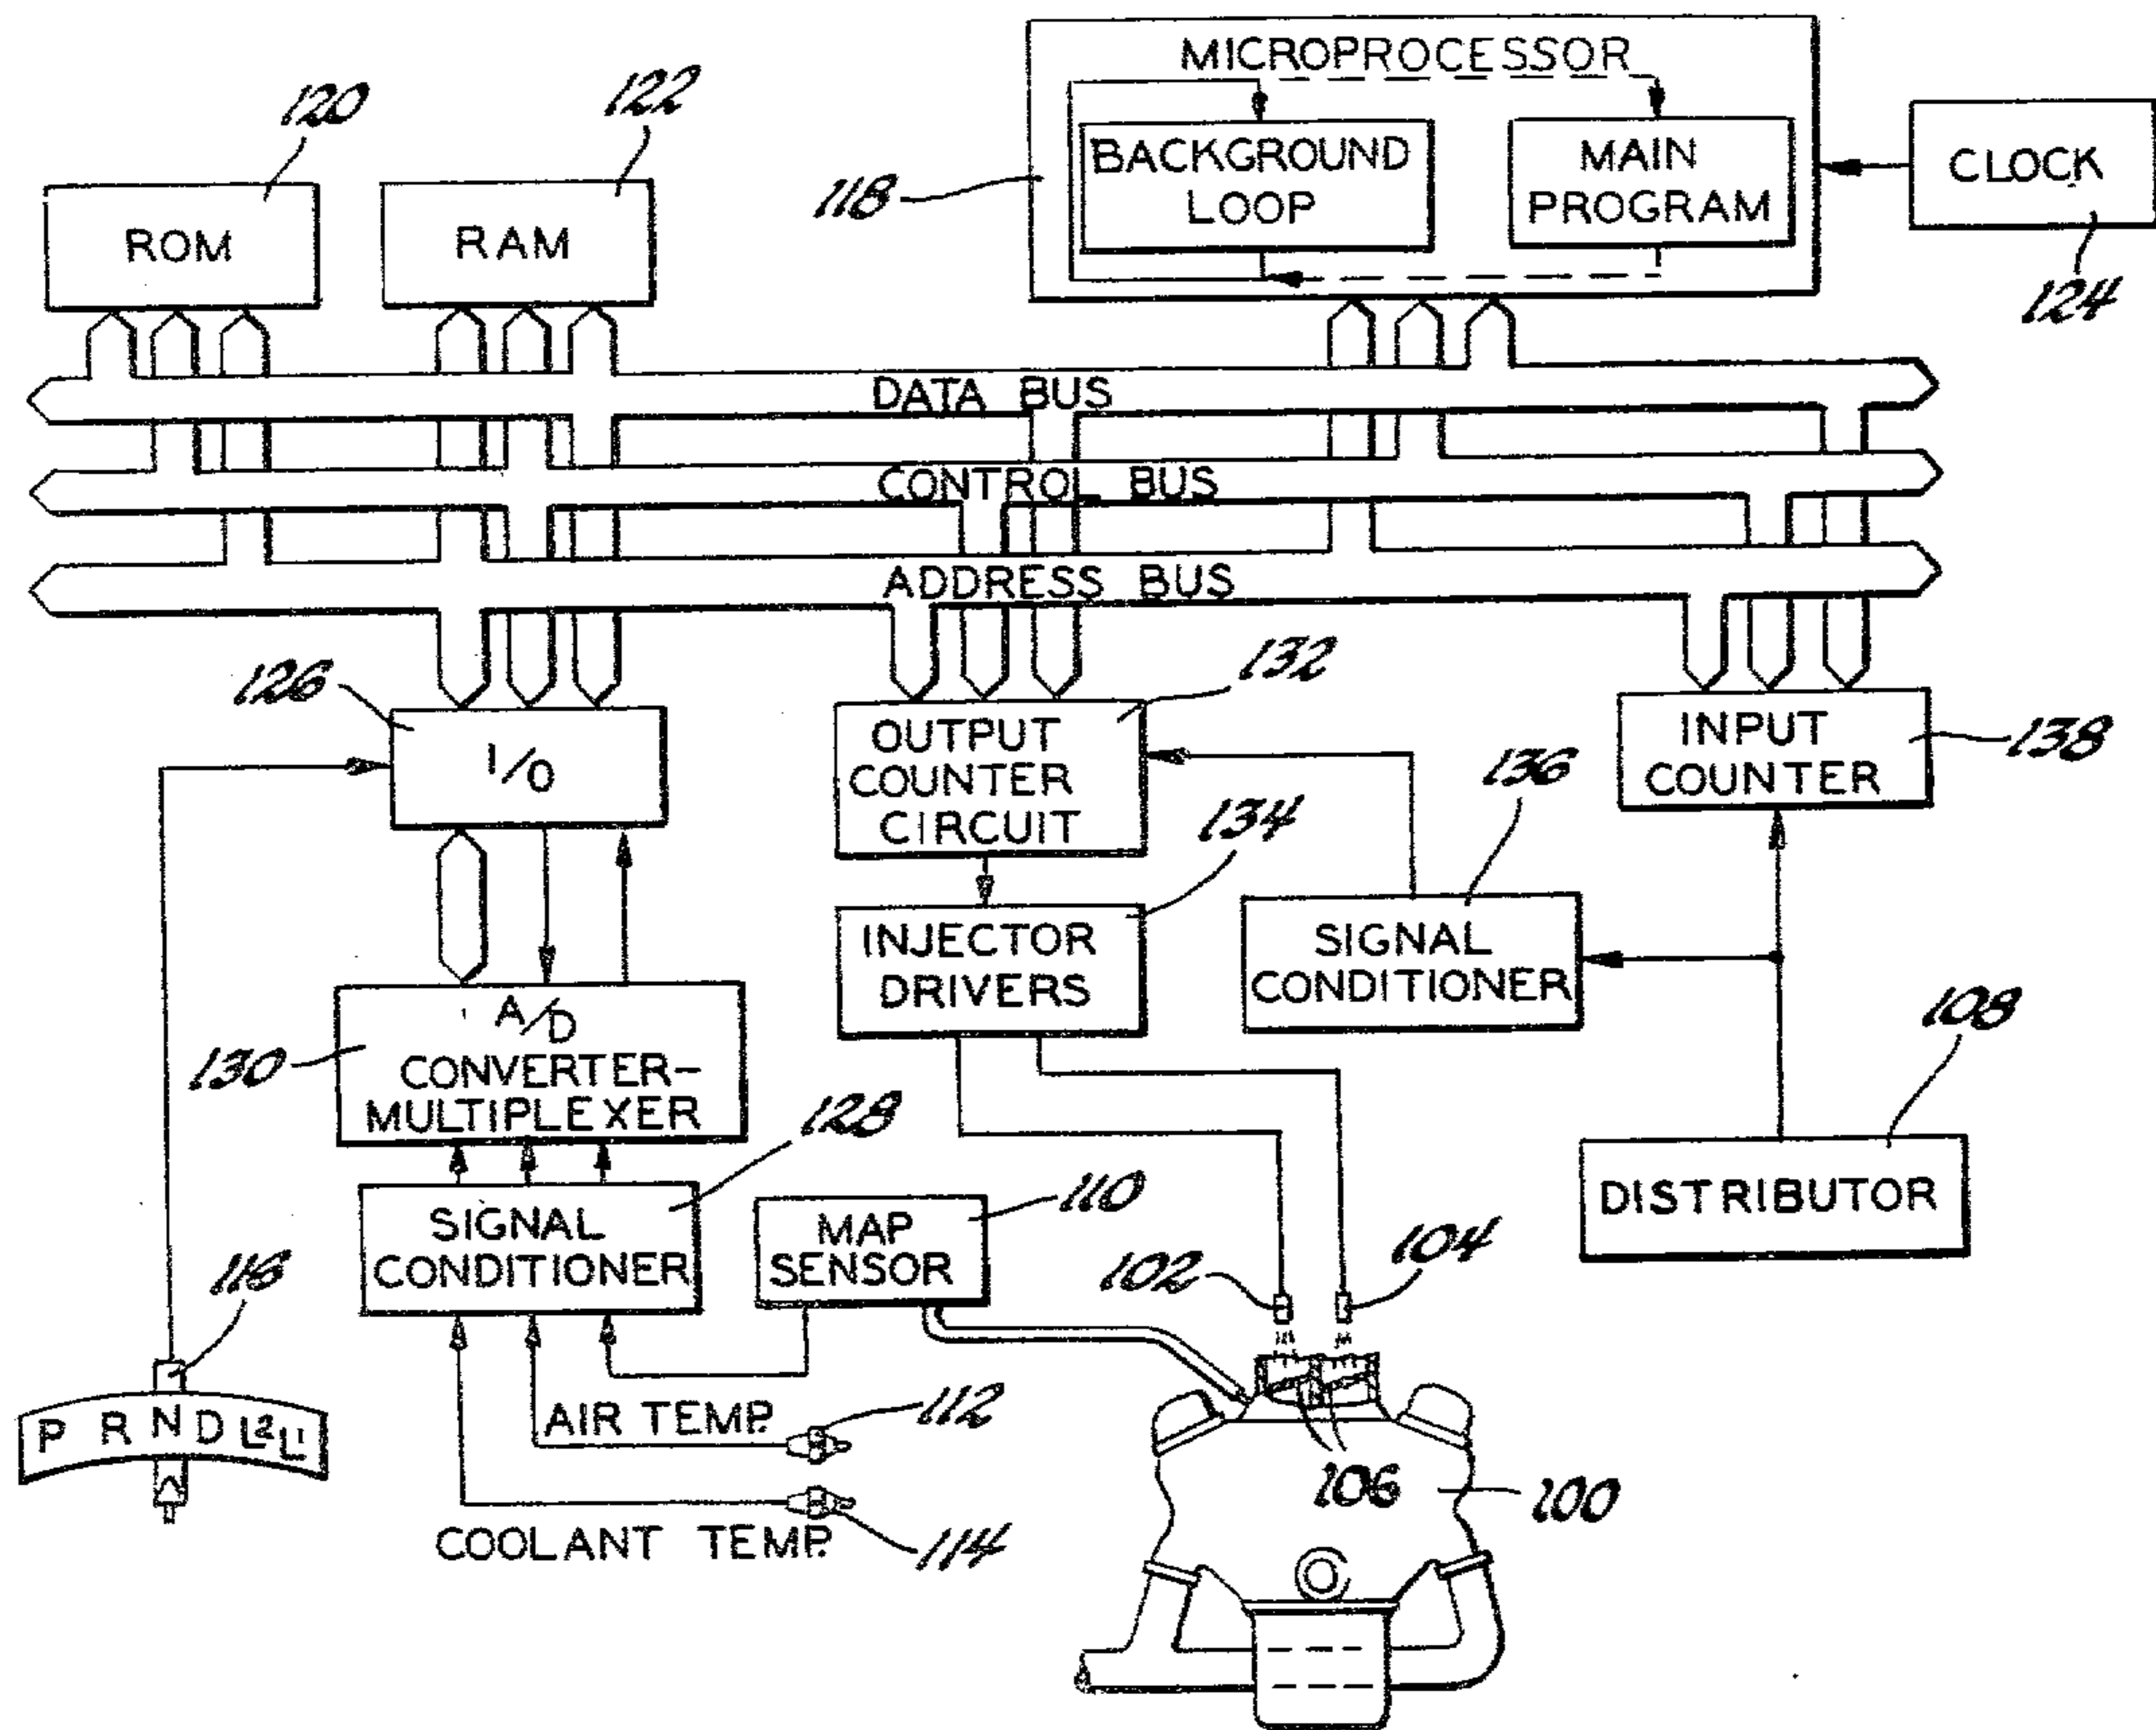 MICROPROCESSOR
120
122
BACKGROUND
LOOP
MAIN
PROGRAM
118
CLOCK
124
ROM
RAM
DATA BUS
CONTROL BUS
ADDRESS BUS
126
I/O
132
OUTPUT
COUNTER
CIRCUIT
134
136
INPUT
COUNTER
138
INJECTOR
DRIVERS
SIGNAL
CONDITIONER
108
130
A/D
CONVERTER-
MULTIPLEXER
128
DISTRIBUTOR
SIGNAL
CONDITIONER
MAP
SENSOR
110
102
104
116
P R N D L2 L1
AIR TEMP.
112
COOLANT TEMP.
114
106
100